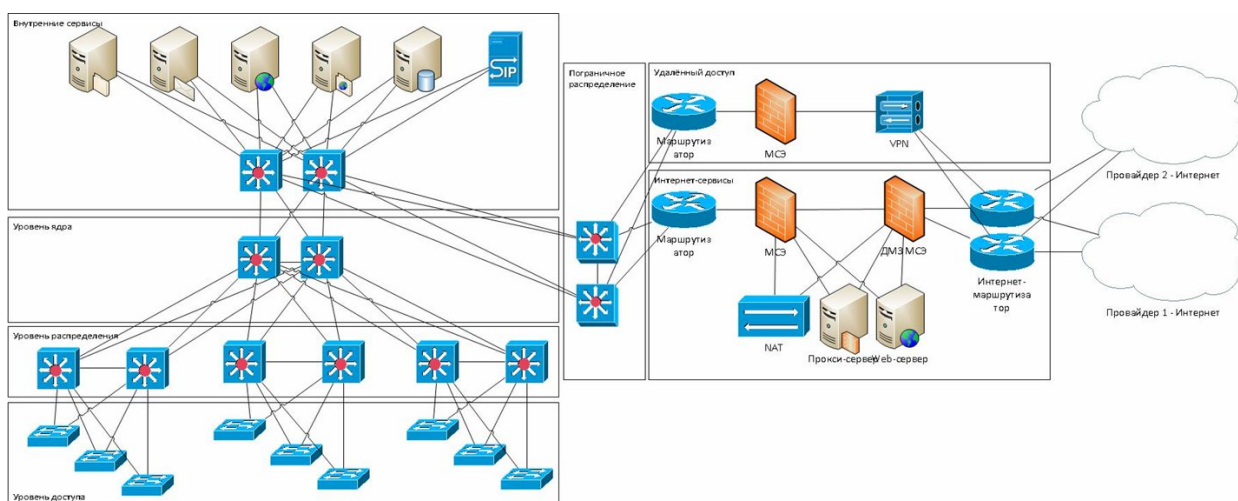 Внутренние сервисы
SIP
Пограничное
распределение
Удалённый доступ
Маршрутиз
атор
МСЭ
VPN
Провайдер 2 - Интернет
Интернет-сервисы
Маршрутиз
атор
МСЭ
ДМЗ МСЭ
Интернет-
маршрутиза
тор
NAT
Прокси-сервер
Web-сервер
Провайдер 1 - Интернет
Уровень ядра
Уровень распределения
Уровень доступа